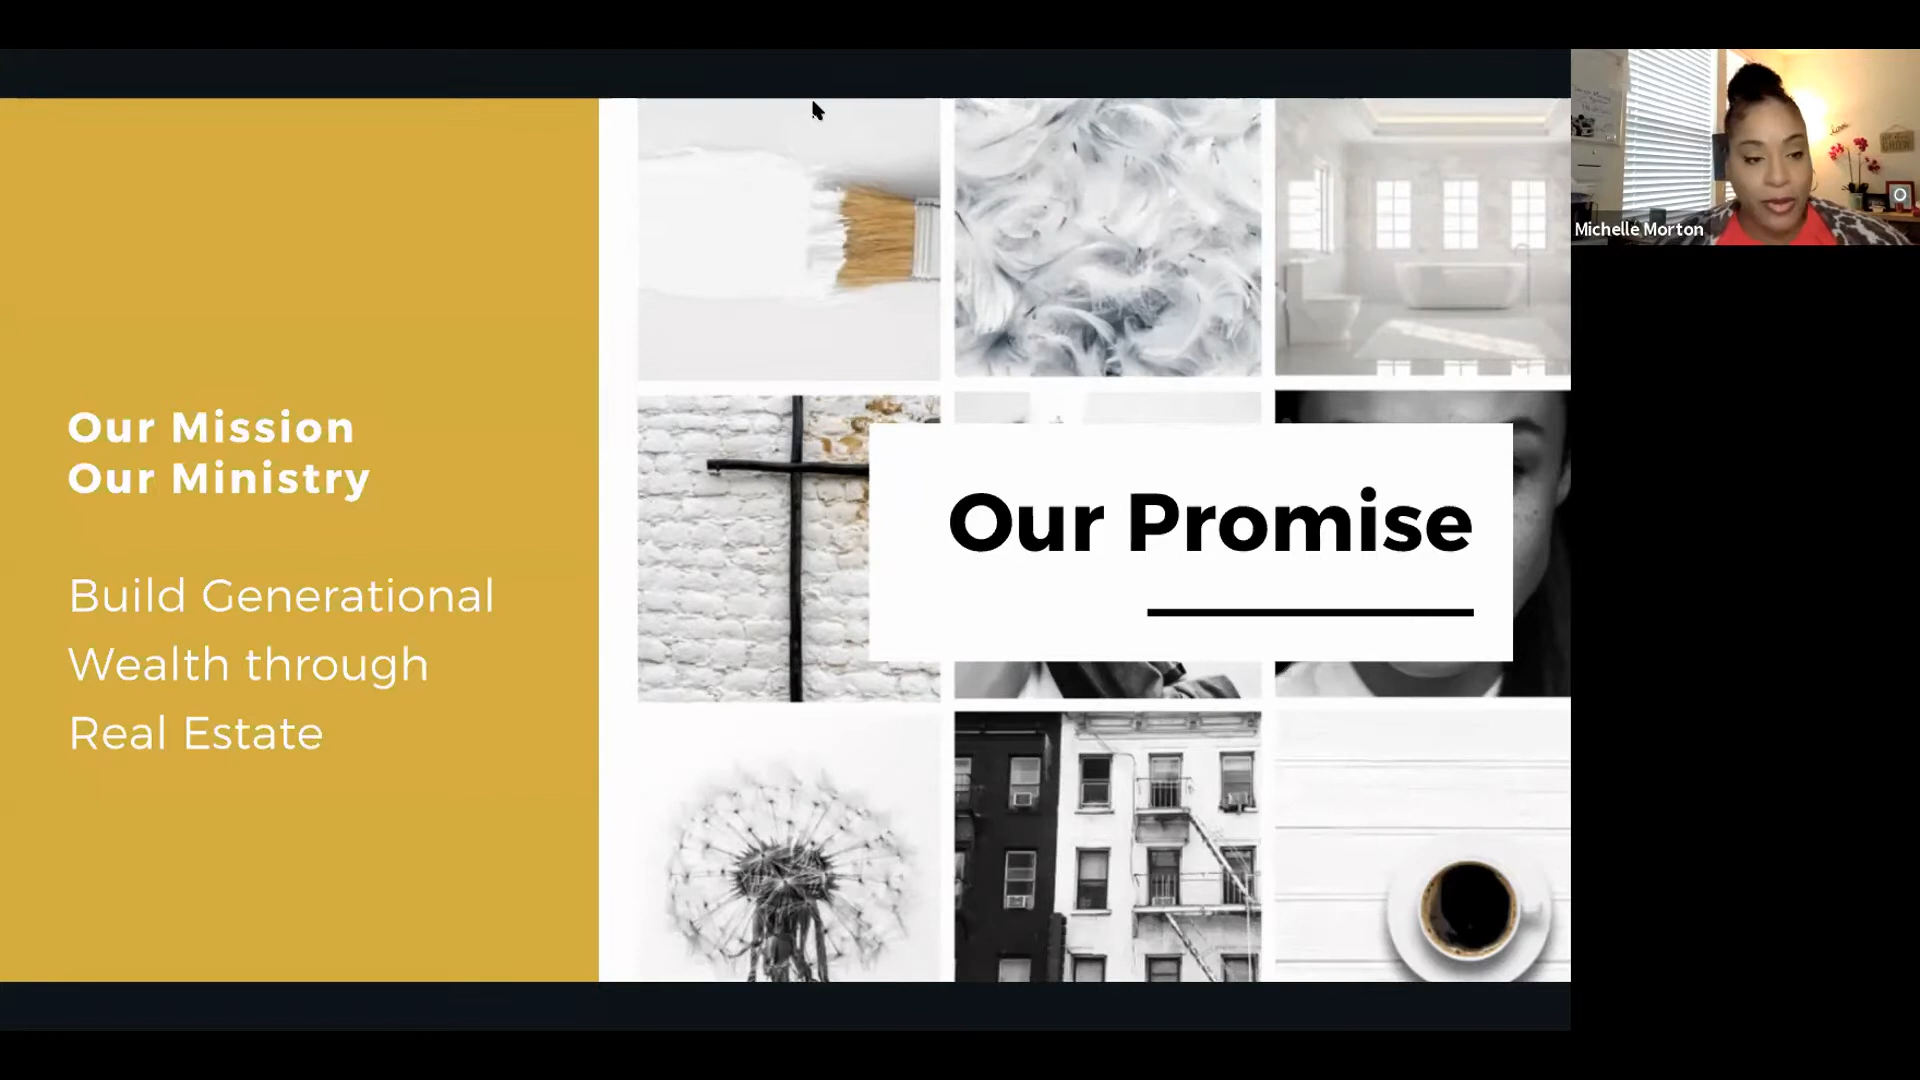 Our Mission
Our Ministry
Build Generational
Wealth through
Real Estate
Our Promise
Michelle Morton